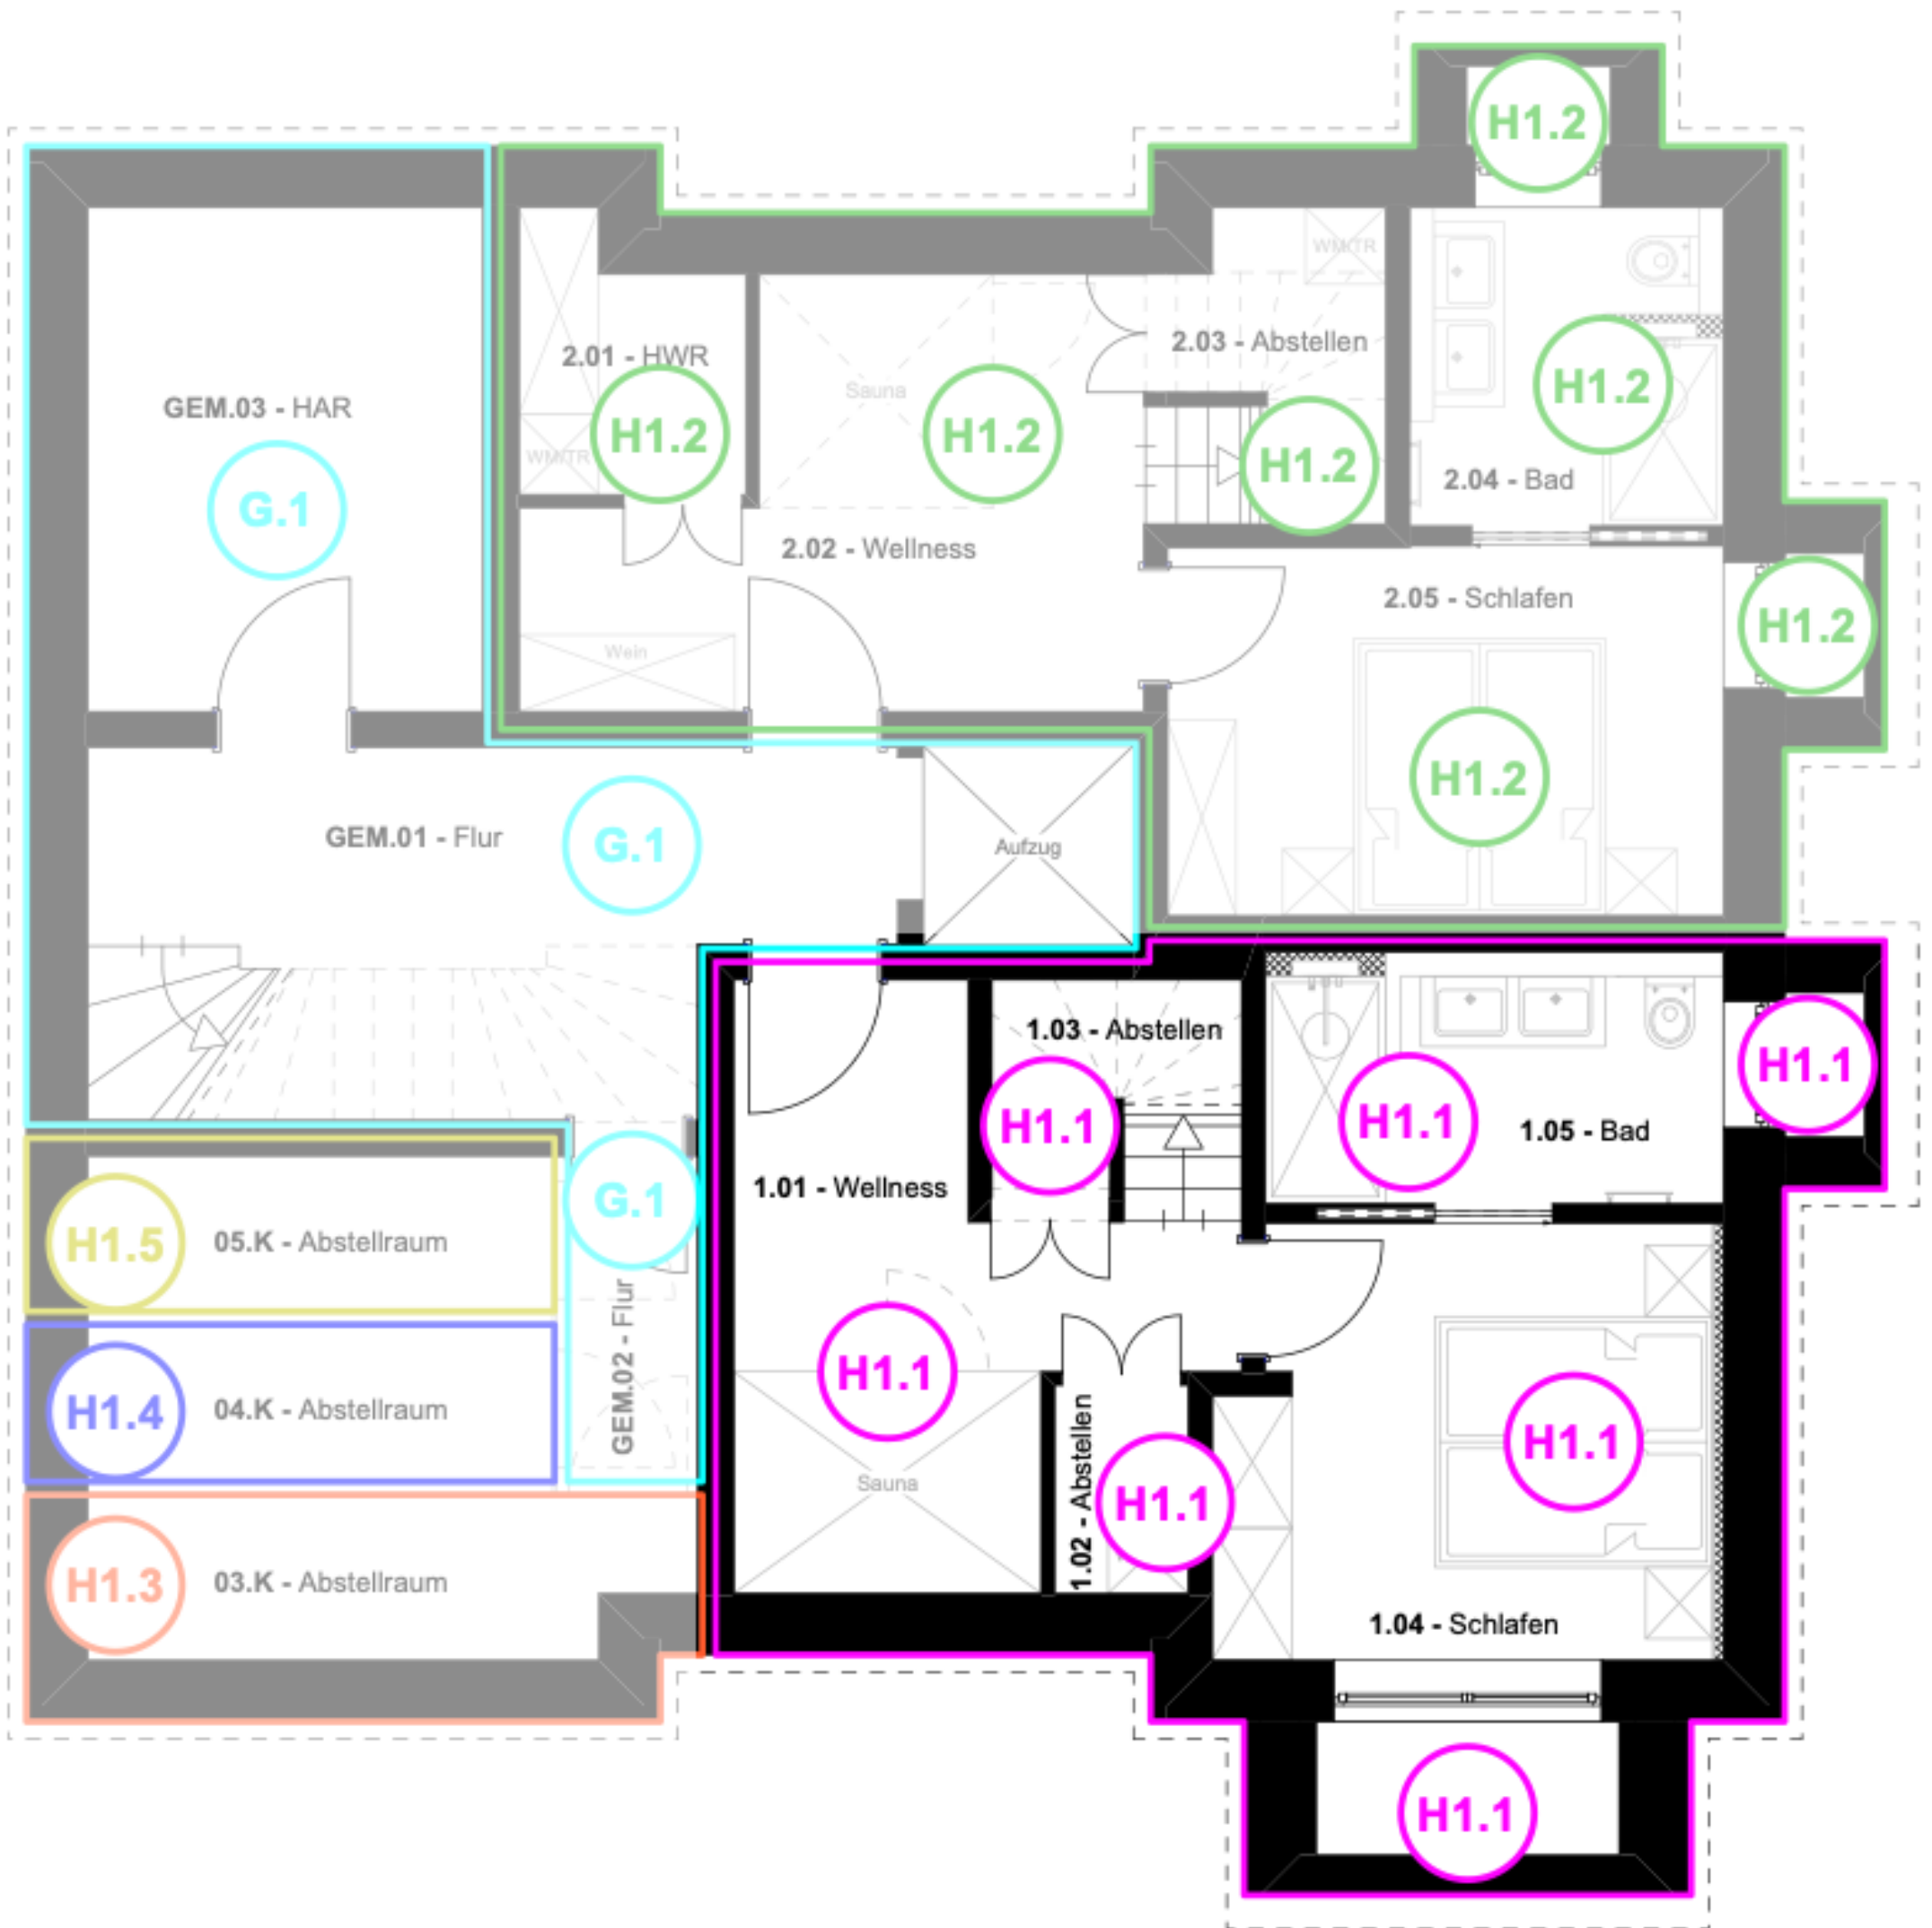 H1.2
WM/TR
2.03 - Abstellen
2.01 - HWR
Sauna
H1.2
GEM.03 - HAR
H1.2
H1.2
WM/TR
H1.2
2.04 - Bad
G.1
2.02 - Wellness
2.05 - Schlafen
H1.2
Wein
H1.2
GEM.01 - Flur
G.1
Aufzug
1.03 - Abstellen
H1.1
H1.1
H1.1
1.05 - Bad
1.01 - Wellness
G.1
H1.5
05.K - Abstellraum
GEM.02 - Flur
H1.1
H1.4
04.K - Abstellraum
H1.1
Sauna
1.02 - Abstellen
H1.1
H1.3
03.K - Abstellraum
1.04 - Schlafen
H1.1